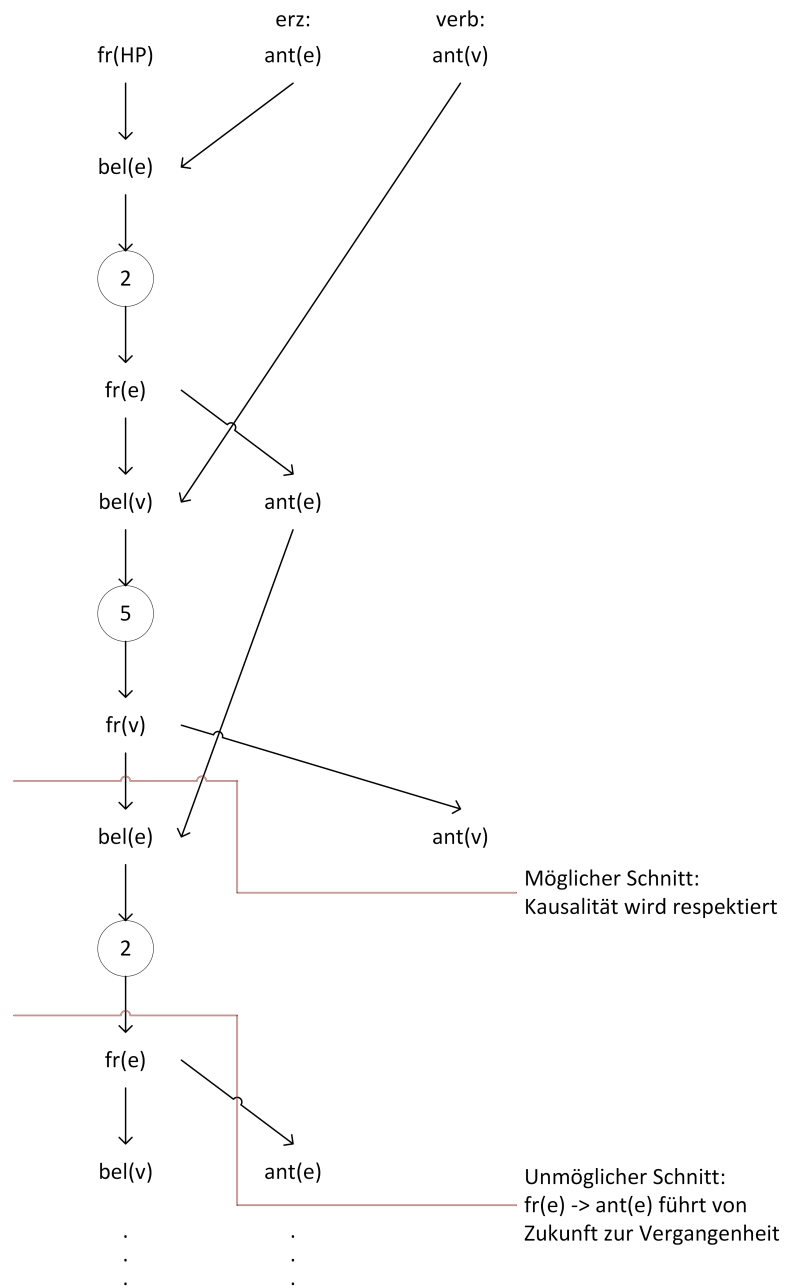 erz: verb:
fr(HP) ant(e) ant(v)
bel(e)
2
fr(e)
bel(v) ant(e)
5
fr(v)
bel(e) ant(v)
Möglicher Schnitt:
Kausalität wird respektiert
2
fr(e)
bel(v) ant(e)
Unmöglicher Schnitt:
fr(e) -> ant(e) führt von
Zukunft zur Vergangenheit
. .
. .
. .